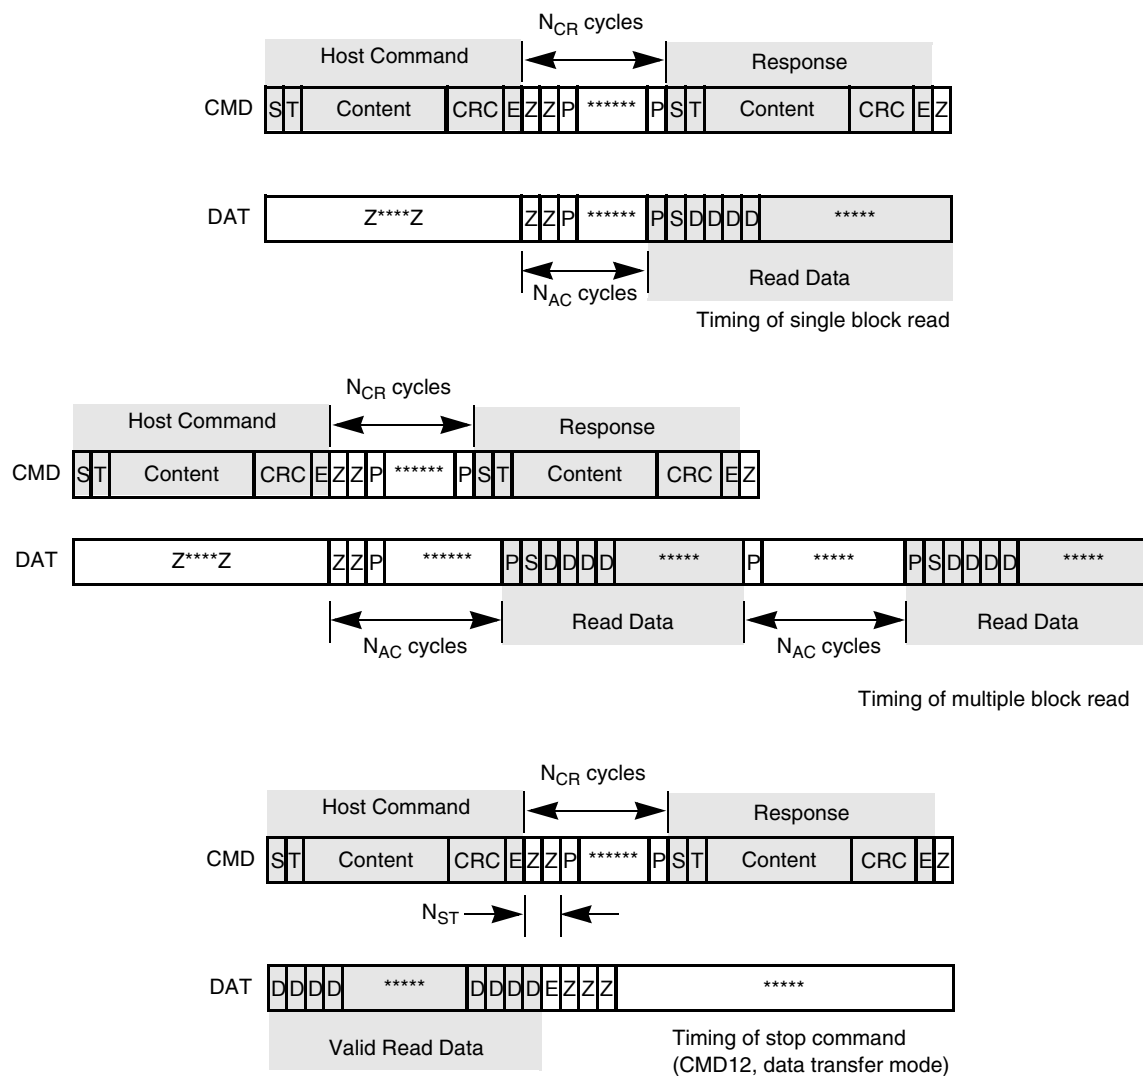 N_CR cycles
Host Command
Response
CMD S T Content CRC E Z Z P ****** P S T Content CRC E Z
DAT Z****Z Z Z P ****** P S D D D D *****
N_AC cycles
Read Data
Timing of single block read
N_CR cycles
Host Command
Response
CMD S T Content CRC E Z Z P ****** P S T Content CRC E Z
DAT Z****Z Z Z P ****** P S D D D D ***** P ***** P S D D D D *****
N_AC cycles
Read Data
N_AC cycles
Read Data
Timing of multiple block read
N_CR cycles
Host Command
Response
CMD S T Content CRC E Z Z P ****** P S T Content CRC E Z
N_ST
DAT D D D D ***** D D D D E Z Z Z *****
Valid Read Data
Timing of stop command
(CMD12, data transfer mode)